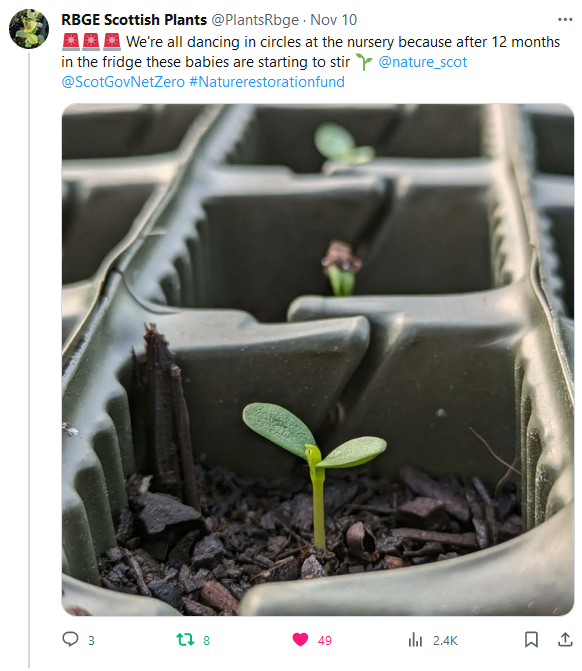 RBGE Scottish Plants @PlantsRbge · Nov 10
🚨🚨🚨 We're all dancing in circles at the nursery because after 12 months
in the fridge these babies are starting to stir 🌱 @nature_scot
@ScotGovNetZero #Naturerestorationfund
3 8 49 2.4K